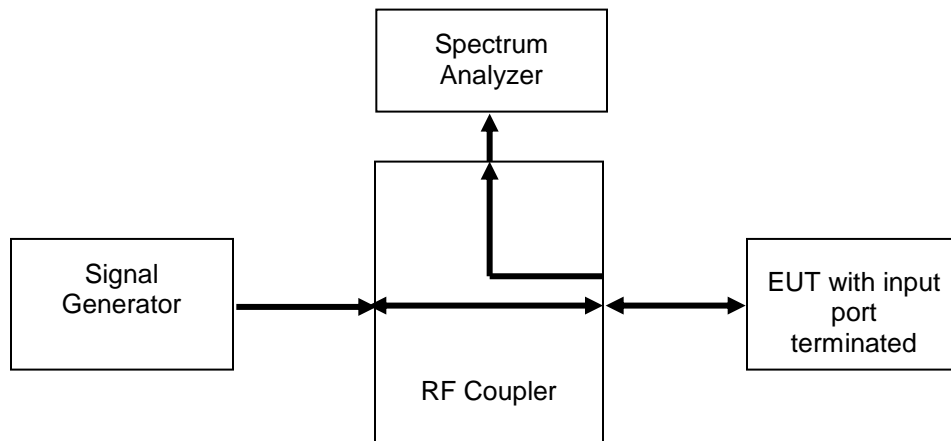 Spectrum
Analyzer
Signal
Generator
EUT with input
port
terminated
RF Coupler